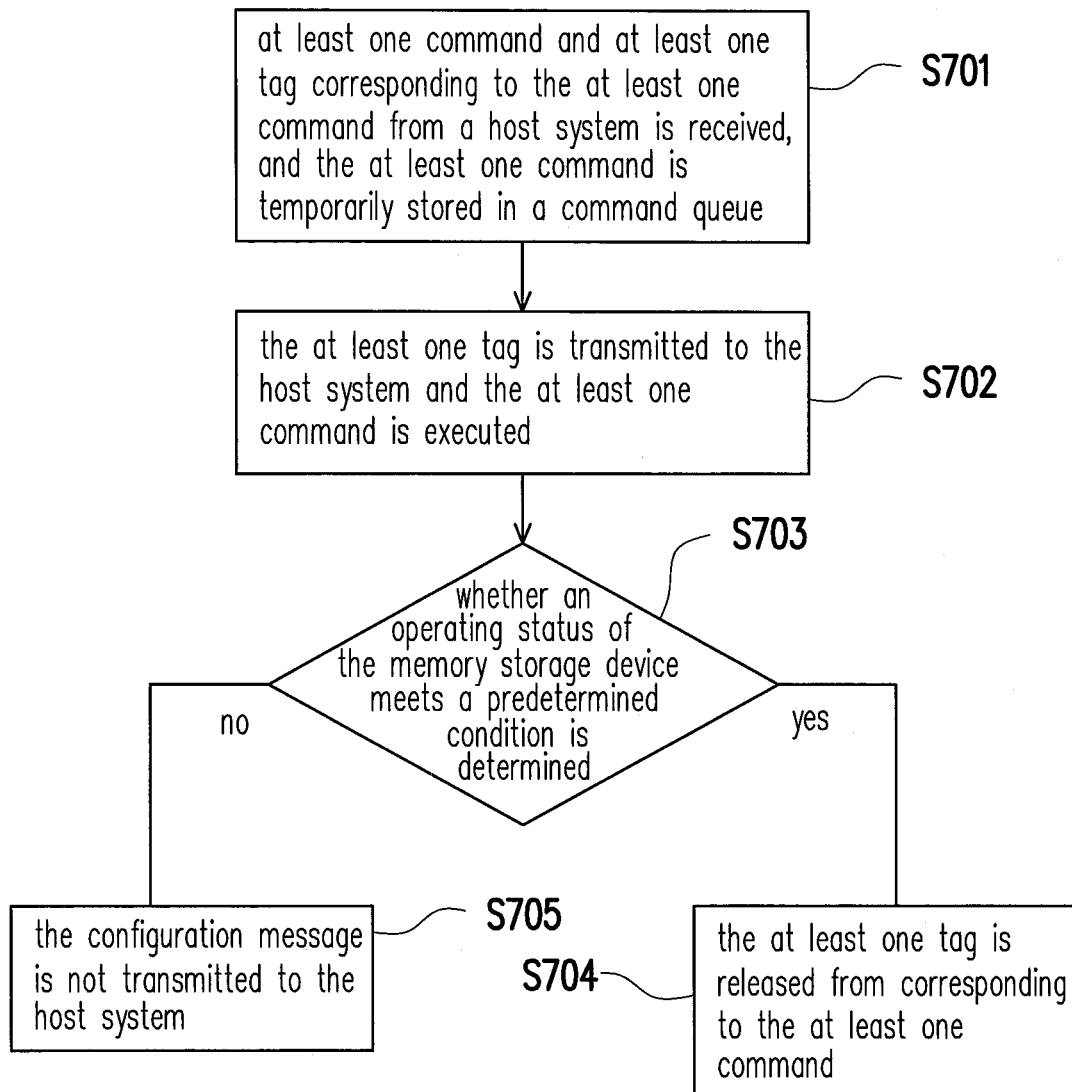 at least one command and at least one
tag corresponding to the at least one
command from a host system is received,
and the at least one command is
temporarily stored in a command queue
S701
the at least one tag is transmitted to the
host system and the at least one
command is executed
S702
S703
whether an
operating status of
the memory storage device
meets a predetermined
condition is
determined
no
yes
the configuration message
is not transmitted to the
host system
S705
S704
the at least one tag is
released from corresponding
to the at least one
command